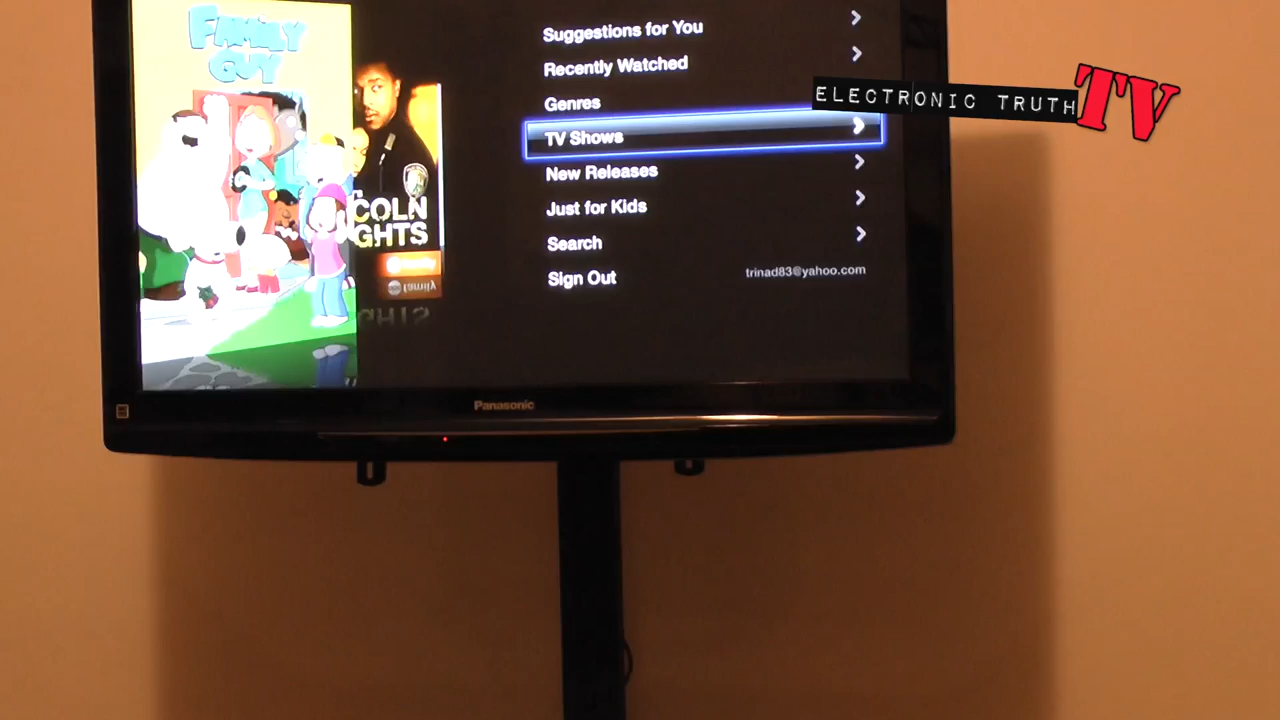 FAMILY
GUY
COLN
GHTS
family
Suggestions for You
Recently Watched
Genres
TV Shows
New Releases
Just for Kids
Search
Sign Out
trinad83@yahoo.com
ELECTRONIC TRUTH TV
Panasonic